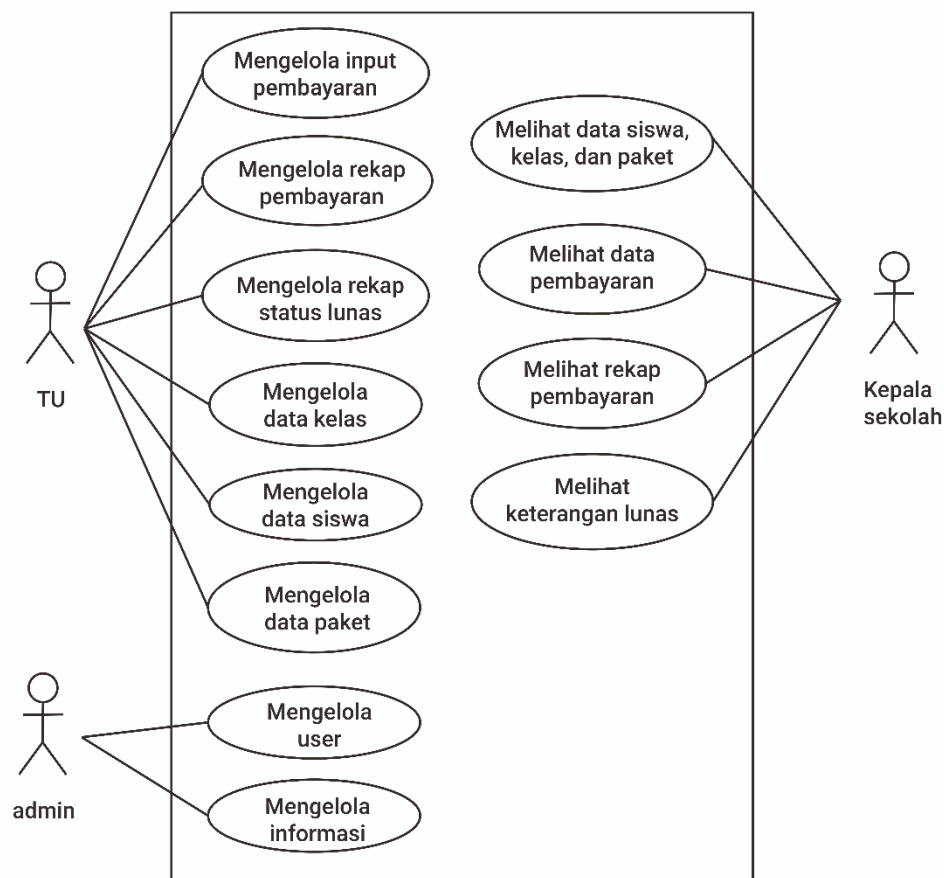 Mengelola input
pembayaran
Mengelola rekap
pembayaran
Mengelola rekap
status lunas
Mengelola
data kelas
Mengelola
data siswa
Mengelola
data paket
Mengelola
user
Mengelola
informasi
TU
admin
Melihat data siswa,
kelas, dan paket
Melihat data
pembayaran
Melihat rekap
pembayaran
Melihat
keterangan lunas
Kepala
sekolah